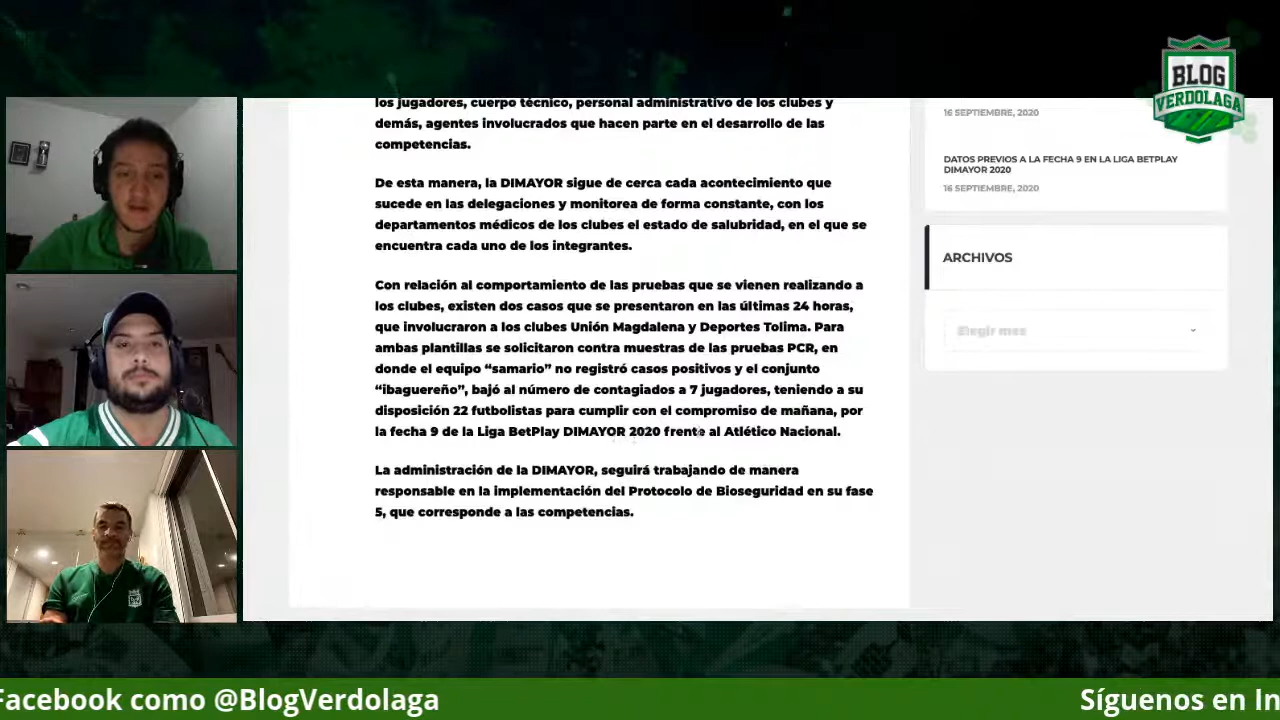 los jugadores, cuerpo técnico, personal administrativo de los clubes y
demás, agentes involucrados que hacen parte en el desarrollo de las
competencias.
De esta manera, la DIMAYOR sigue de cerca cada acontecimiento que
sucede en las delegaciones y monitorea de forma constante, con los
departamentos médicos de los clubes el estado de salubridad, en el que se
encuentra cada uno de los integrantes.
Con relación al comportamiento de las pruebas que se vienen realizando a
los clubes, existen dos casos que se presentaron en las últimas 24 horas,
que involucraron a los clubes Unión Magdalena y Deportes Tolima. Para
ambas plantillas se solicitaron contra muestras de las pruebas PCR, en
donde el equipo “samario” no registró casos positivos y el conjunto
“ibaguereño”, bajó al número de contagiados a 7 jugadores, teniendo a su
disposición 22 futbolistas para cumplir con el compromiso de mañana, por
la fecha 9 de la Liga BetPlay DIMAYOR 2020 frente al Atlético Nacional.
La administración de la DIMAYOR, seguirá trabajando de manera
responsable en la implementación del Protocolo de Bioseguridad en su fase
5, que corresponde a las competencias.
16 SEPTIEMBRE, 2020
DATOS PREVIOS A LA FECHA 9 EN LA LIGA BETPLAY
DIMAYOR 2020
16 SEPTIEMBRE, 2020
ARCHIVOS
Elegir mes
BLOG
VERDOLAGA
Facebook como @BlogVerdolaga
Síguenos en In